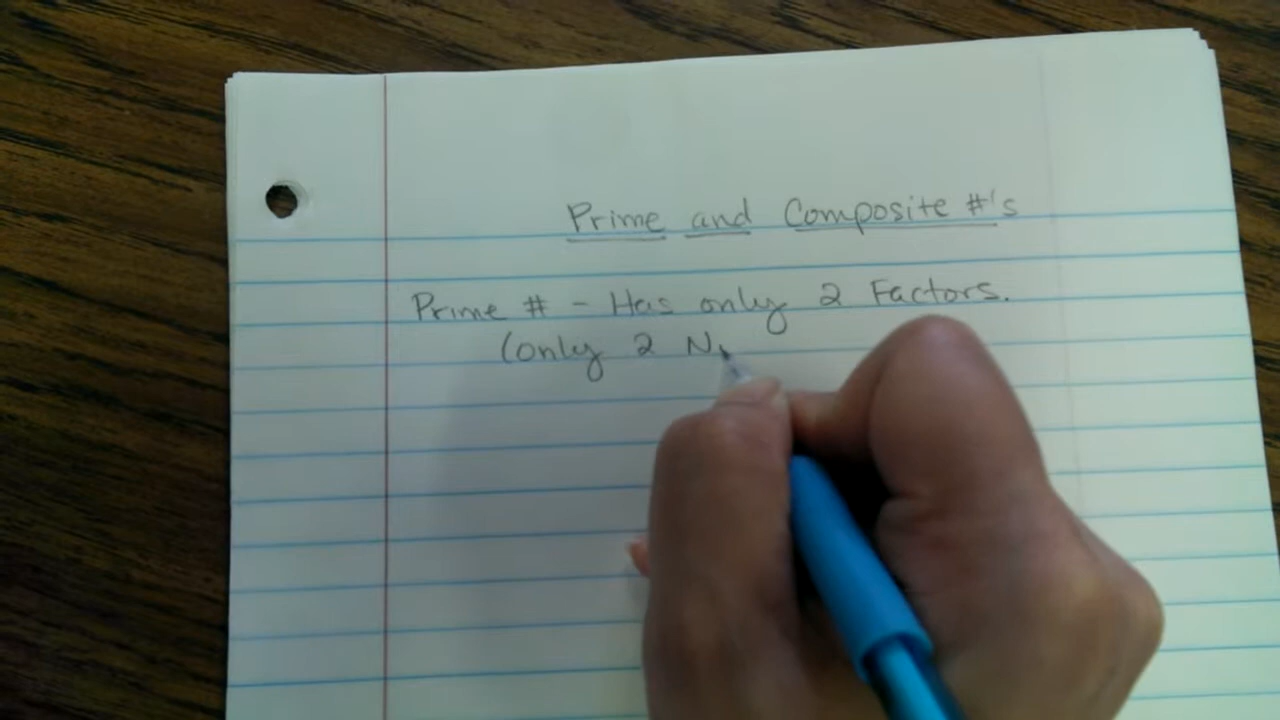 Prime and Composite #'s
Prime # - Has only 2 Factors.
(only 2 N